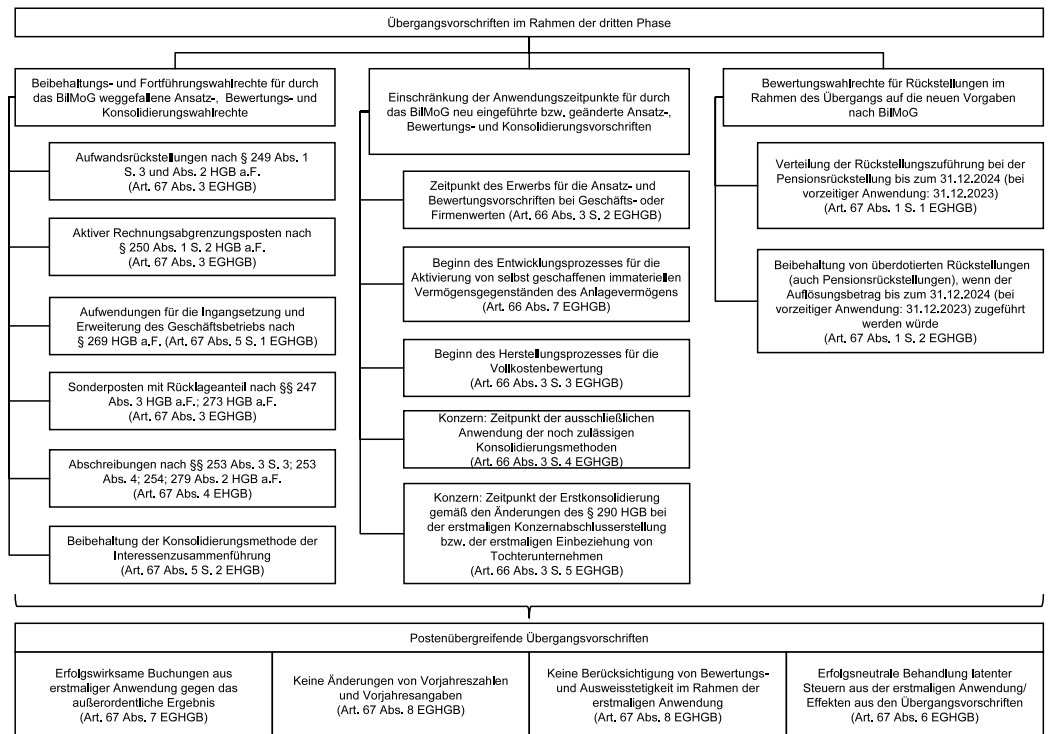 Übergangsvorschriften im Rahmen der dritten Phase
Beibehaltungs- und Fortführungswahlrechte für durch
das BilMoG weggefallene Ansatz-, Bewertungs- und
Konsolidierungswahlrechte
Aufwandsrückstellungen nach § 249 Abs. 1
S. 3 und Abs. 2 HGB a.F.
(Art. 67 Abs. 3 EGHGB)
Aktiver Rechnungsabgrenzungsposten nach
§ 250 Abs. 1 S. 2 HGB a.F.
(Art. 67 Abs. 3 EGHGB)
Aufwendungen für die Ingangsetzung und
Erweiterung des Geschäftsbetriebs nach
§ 269 HGB a.F. (Art. 67 Abs. 5 S. 1 EGHGB)
Sonderposten mit Rücklageanteil nach §§ 247
Abs. 3 HGB a.F.; 273 HGB a.F.
(Art. 67 Abs. 3 EGHGB)
Abschreibungen nach §§ 253 Abs. 3 S. 3; 253
Abs. 4; 254; 279 Abs. 2 HGB a.F.
(Art. 67 Abs. 4 EHGB)
Beibehaltung der Konsolidierungsmethode der
Interessenzusammenführung
(Art. 67 Abs. 5 S. 2 EHGB)
Einschränkung der Anwendungszeitpunkte für durch
das BilMoG neu eingeführte bzw. geänderte Ansatz-,
Bewertungs- und Konsolidierungsvorschriften
Zeitpunkt des Erwerbs für die Ansatz- und
Bewertungsvorschriften bei Geschäfts- oder
Firmenwerten (Art. 66 Abs. 3 S. 2 EGHGB)
Beginn des Entwicklungsprozesses für die
Aktivierung von selbst geschaffenen immateriellen
Vermögensgegenständen des Anlagevermögens
(Art. 66 Abs. 7 EGHGB)
Beginn des Herstellungsprozesses für die
Vollkostenbewertung
(Art. 66 Abs. 3 S. 3 EGHGB)
Konzern: Zeitpunkt der ausschließlichen
Anwendung der noch zulässigen
Konsolidierungsmethoden
(Art. 66 Abs. 3 S. 4 EGHGB)
Konzern: Zeitpunkt der Erstkonsolidierung
gemäß den Änderungen des § 290 HGB bei
der erstmaligen Konzernabschlusserstellung
bzw. der erstmaligen Einbeziehung von
Tochterunternehmen
(Art. 66 Abs. 3 S. 5 EGHGB)
Bewertungswahlrechte für Rückstellungen im
Rahmen des Übergangs auf die neuen Vorgaben
nach BilMoG
Verteilung der Rückstellungszuführung bei der
Pensionsrückstellung bis zum 31.12.2024 (bei
vorzeitiger Anwendung: 31.12.2023)
(Art. 67 Abs. 1 S. 1 EGHGB)
Beibehaltung von überdotierten Rückstellungen
(auch Pensionsrückstellungen), wenn der
Auflösungsbetrag bis zum 31.12.2024 (bei
vorzeitiger Anwendung: 31.12.2023) zugeführt
werden würde
(Art. 67 Abs. 1 S. 2 EGHGB)
Postenübergreifende Übergangsvorschriften
Erfolgswirksame Buchungen aus
erstmaliger Anwendung gegen das
außerordentliche Ergebnis
(Art. 67 Abs. 7 EGHGB)
Keine Änderungen von Vorjahreszahlen
und Vorjahresangaben
(Art. 67 Abs. 8 EGHGB)
Keine Berücksichtigung von Bewertungs-
und Ausweisstetigkeit im Rahmen der
erstmaligen Anwendung
(Art. 67 Abs. 8 EGHGB)
Erfolgsneutrale Behandlung latenter
Steuern aus der erstmaligen Anwendung/
Effekten aus den Übergangsvorschriften
(Art. 67 Abs. 6 EGHGB)